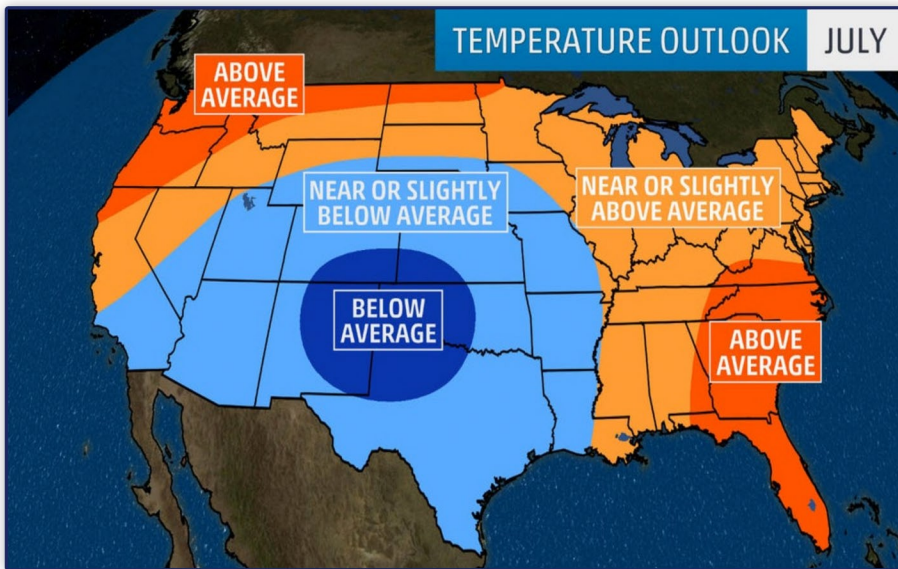 TEMPERATURE OUTLOOK JULY
ABOVE
AVERAGE
NEAR OR SLIGHTLY
BELOW AVERAGE
NEAR OR SLIGHTLY
ABOVE AVERAGE
BELOW
AVERAGE
ABOVE
AVERAGE